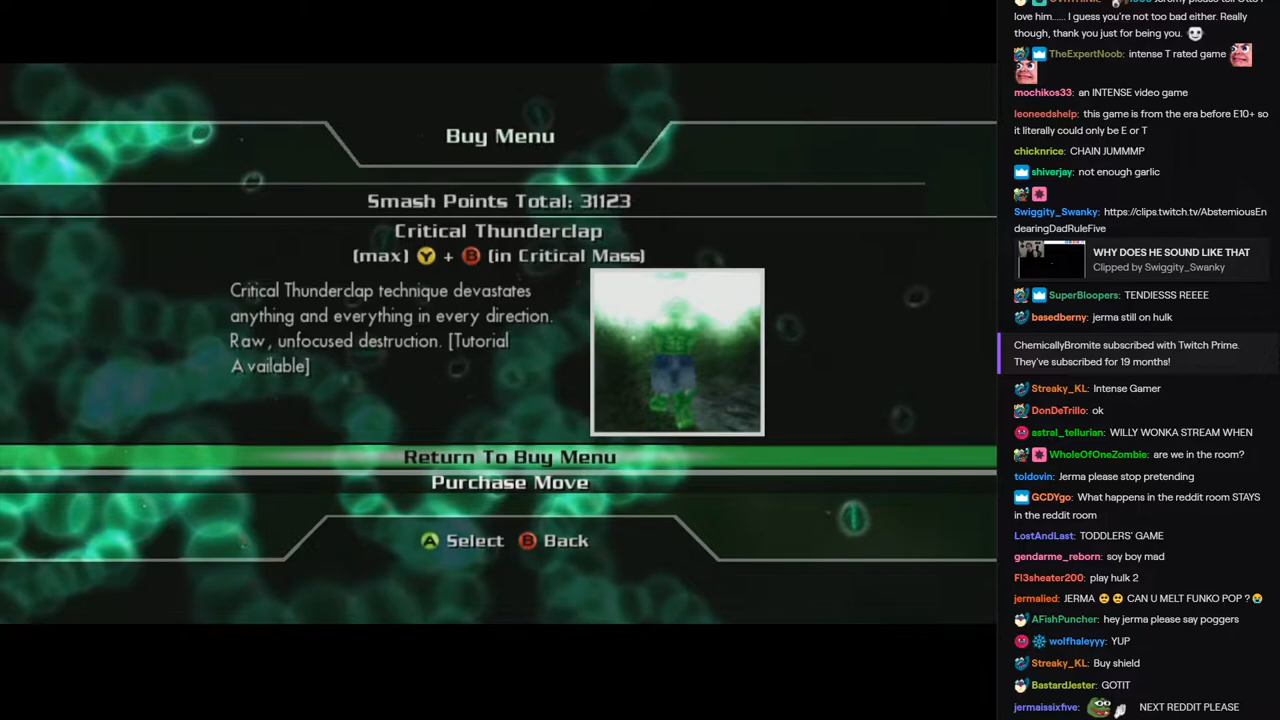 Buy Menu
Smash Points Total: 31123
Critical Thunderclap
(max) Y + B (in Critical Mass)
Critical Thunderclap technique devastates
anything and everything in every direction.
Raw, unfocused destruction. [Tutorial
Available]
Return To Buy Menu
Purchase Move
A Select B Back
love him...... I guess you're not too bad either. Really
though, thank you just for being you.
TheExpertNoob: intense T rated game
mochikos33: an INTENSE video game
leoneedshelp: this game is from the era before E10+ so
it literally could only be E or T
chicknrice: CHAIN JUMMMP
shiverjay: not enough garlic
Swiggity_Swanky: https://clips.twitch.tv/AbstemiousEn
dearingDadRuleFive
WHY DOES HE SOUND LIKE THAT
Clipped by Swiggity_Swanky
SuperBloopers: TENDIESSS REEEE
basedberny: jerma still on hulk
ChemicallyBromite subscribed with Twitch Prime.
They've subscribed for 19 months!
Streaky_KL: Intense Gamer
DonDeTrillo: ok
astral_tellurian: WILLY WONKA STREAM WHEN
WholeOfOneZombie: are we in the room?
toldovin: Jerma please stop pretending
GCDYgo: What happens in the reddit room STAYS
in the reddit room
LostAndLast: TODDLERS' GAME
gendarme_reborn: soy boy mad
Fl3sheater200: play hulk 2
jermalied: JERMA 😳 😳 CAN U MELT FUNKO POP ? 😭
AFishPuncher: hey jerma please say poggers
wolfhaleyyy: YUP
Streaky_KL: Buy shield
BastardJester: GOTIT
jermaissixfive: NEXT REDDIT PLEASE